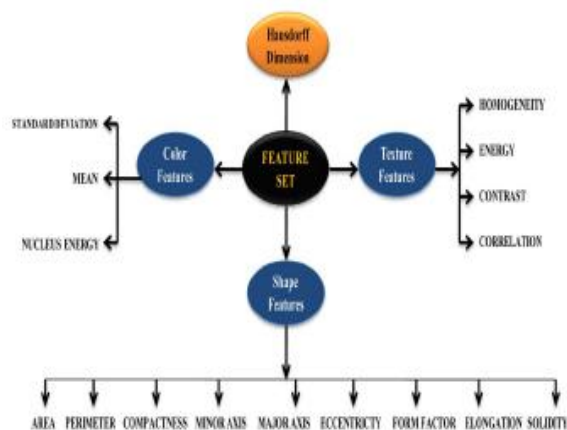 Hausdorff
Dimension
HOMOGENEITY
STANDARD DEVIATION
Color
Features
FEATURE
SET
Texture
Features
ENERGY
MEAN
CONTRAST
NUCLEUS ENERGY
CORRELATION
Shape
Features
AREA PERIMETER COMPACTNESS MINOR AXIS MAJOR AXIS ECCENTRICTY FORM FACTOR ELONGATION SOLIDITY